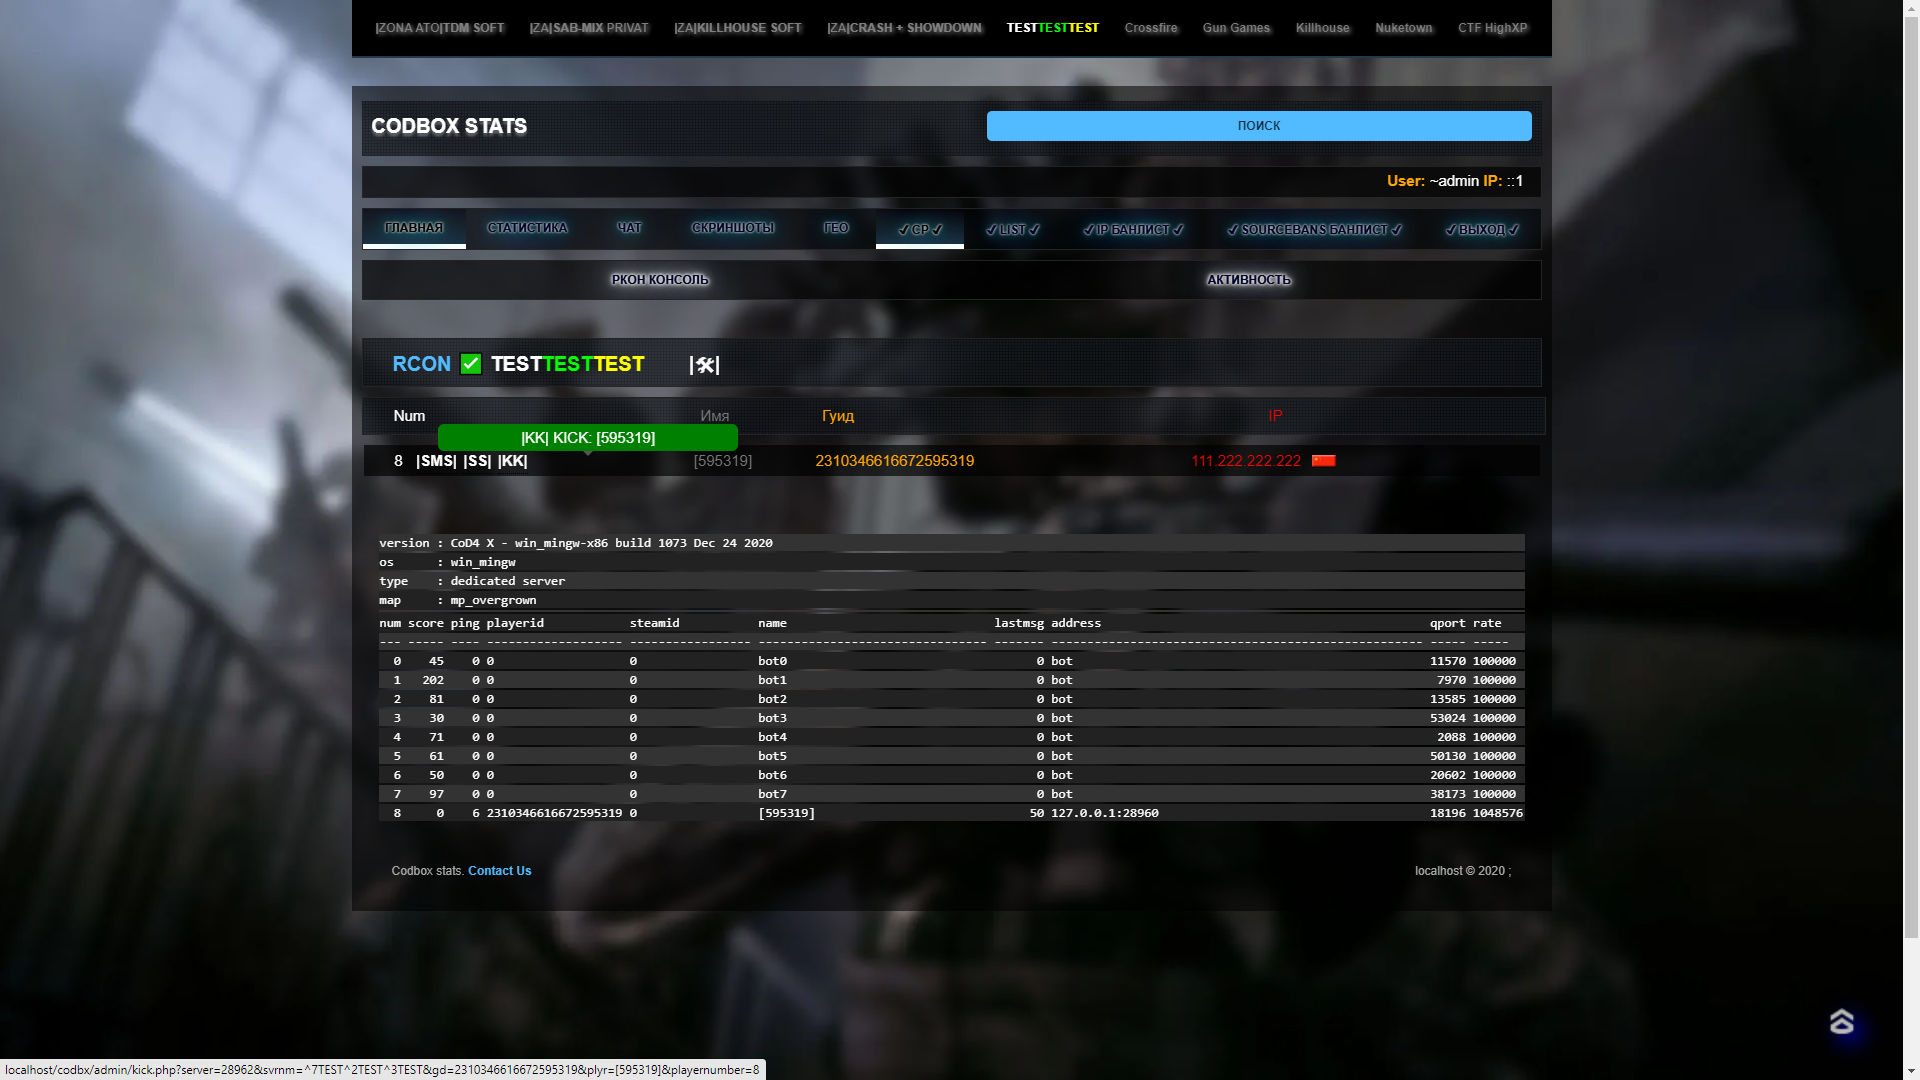 |ZONA ATO|TDM SOFT |ZA|SAB-MIX PRIVAT |ZA|KILLHOUSE SOFT |ZA|CRASH + SHOWDOWN TESTTESTTEST Crossfire Gun Games Killhouse Nuketown CTF HighXP
CODBOX STATS ПОИСК
User: ~admin IP: ::1
ГЛАВНАЯ СТАТИСТИКА ЧАТ СКРИНШОТЫ ГЕО ✔CP✔ ✔LIST✔ ✔IP БАНЛИСТ✔ ✔SOURCEBANS БАНЛИСТ✔ ✔ВЫХОД✔
РКОН КОНСОЛЬ АКТИВНОСТЬ
RCON ✅ TESTTESTTEST |🛠|
Num Имя Гуид IP
|KK| KICK: [595319]
8 |SMS| |SS| |KK| [595319] 2310346616672595319 111.222.222.222
version : CoD4 X - win_mingw-x86 build 1073 Dec 24 2020
os : win_mingw
type : dedicated server
map : mp_overgrown
num score ping playerid steamid name lastmsg address qport rate
--- ----- ---- ------------------- ----------------- -------------------------------- ------- ---------------------------------------------------- ----- -----
0 45 0 0 0 bot0 0 bot 11570 100000
1 202 0 0 0 bot1 0 bot 7970 100000
2 81 0 0 0 bot2 0 bot 13585 100000
3 30 0 0 0 bot3 0 bot 53024 100000
4 71 0 0 0 bot4 0 bot 2088 100000
5 61 0 0 0 bot5 0 bot 50130 100000
6 50 0 0 0 bot6 0 bot 20602 100000
7 97 0 0 0 bot7 0 bot 38173 100000
8 0 6 2310346616672595319 0 [595319] 50 127.0.0.1:28960 18196 1048576
Codbox stats. Contact Us localhost © 2020 ;
localhost/codbx/admin/kick.php?server=28962&svrnm=^7TEST^2TEST^3TEST&gd=2310346616672595319&plyr=[595319]&playernumber=8